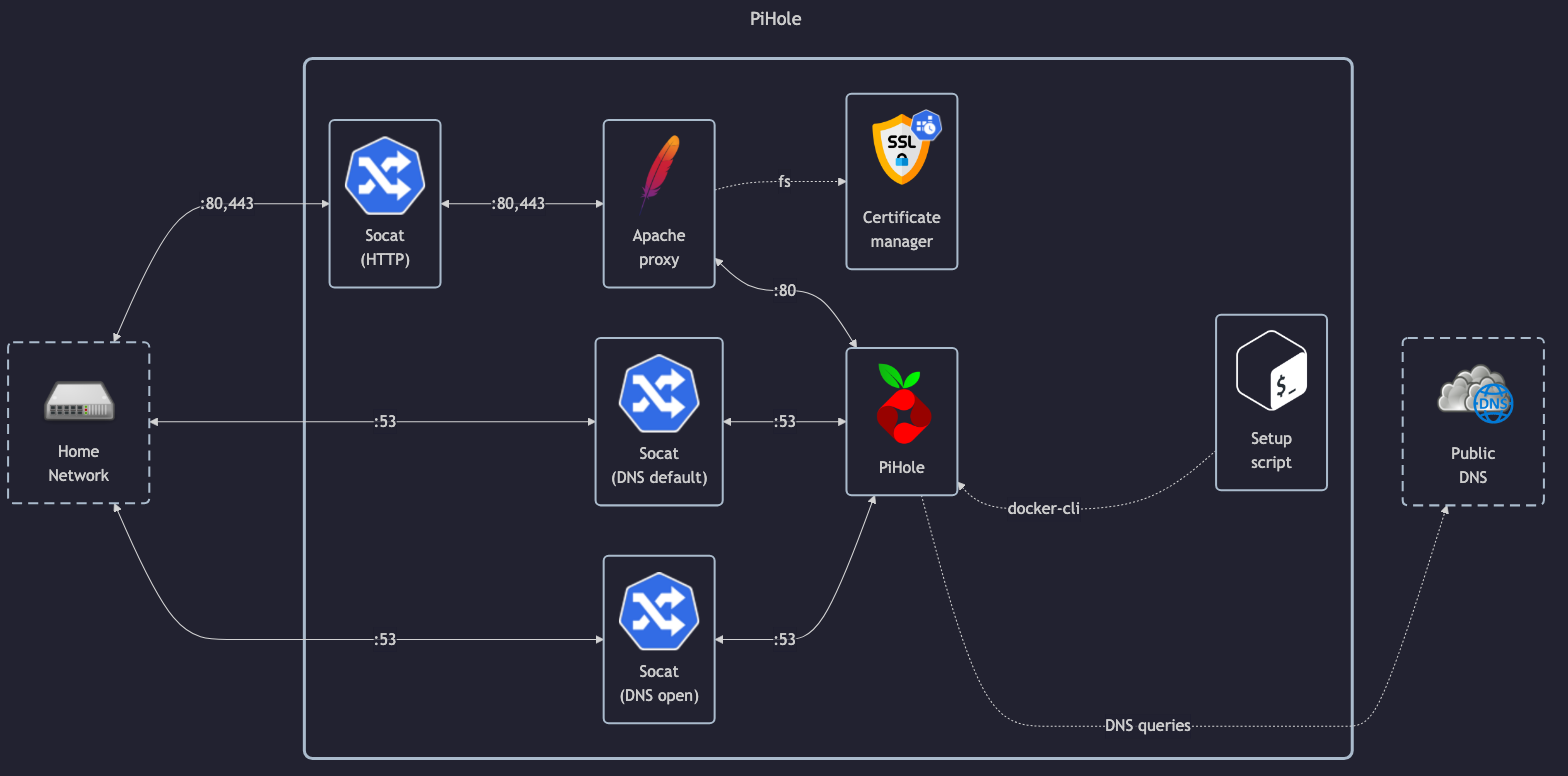 PiHole
SSL
Certificate
manager
:80,443
Socat
(HTTP)
:80,443
Apache
proxy
fs
:80
Home
Network
:53
Socat
(DNS default)
:53
PiHole
$_
Setup
script
docker-cli
DNS
Public
DNS
:53
Socat
(DNS open)
:53
DNS queries